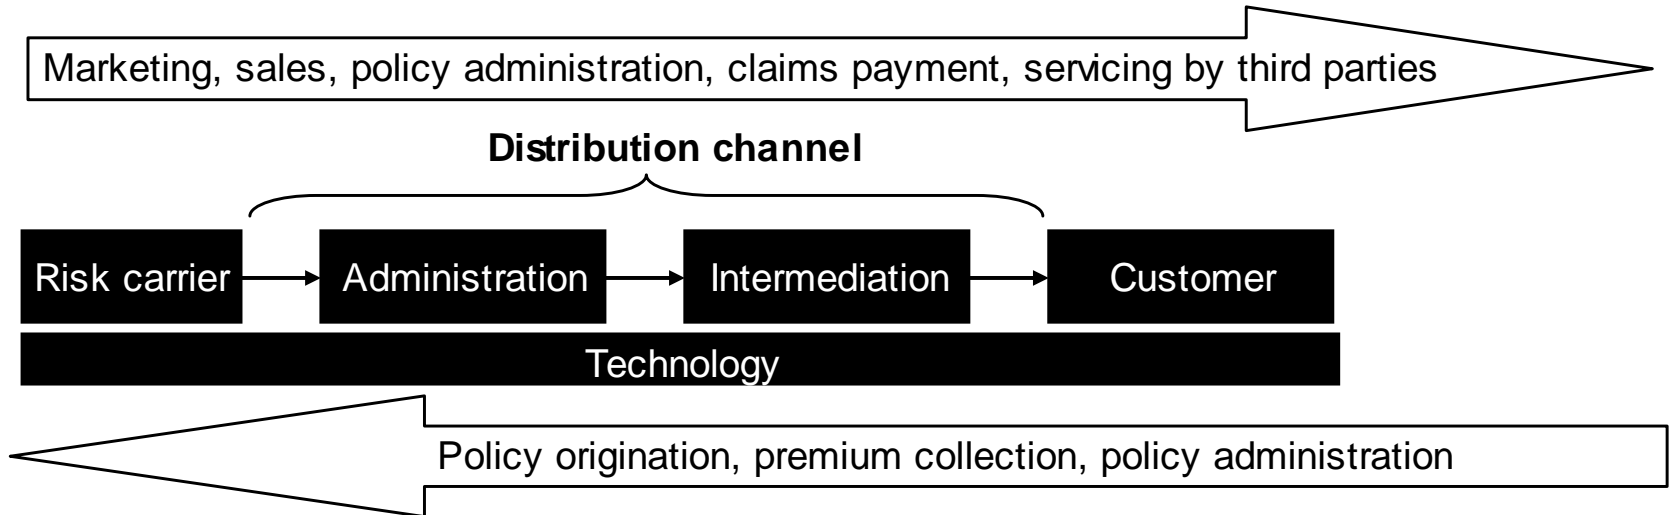 Marketing, sales, policy administration, claims payment, servicing by third parties
Distribution channel
Risk carrier
Administration
Intermediation
Customer
Technology
Policy origination, premium collection, policy administration